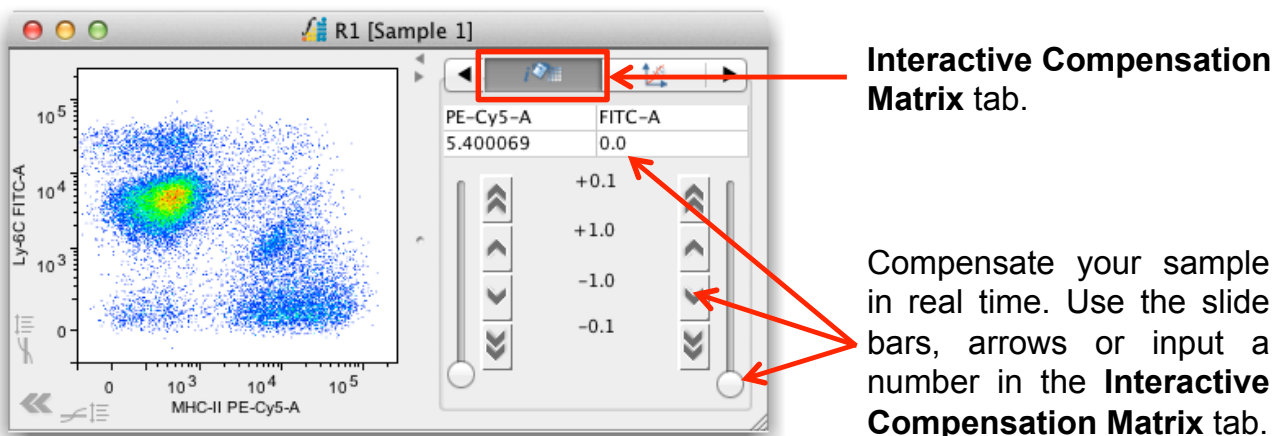 R1 [Sample 1]
Interactive Compensation
Matrix tab.
PE-Cy5-A FITC-A
5.400069 0.0
+0.1
+1.0
-1.0
-0.1
10^5
10^4
10^3
0
Ly-6C FITC-A
0 10^3 10^4 10^5
MHC-II PE-Cy5-A
Compensate your sample
in real time. Use the slide
bars, arrows or input a
number in the Interactive
Compensation Matrix tab.